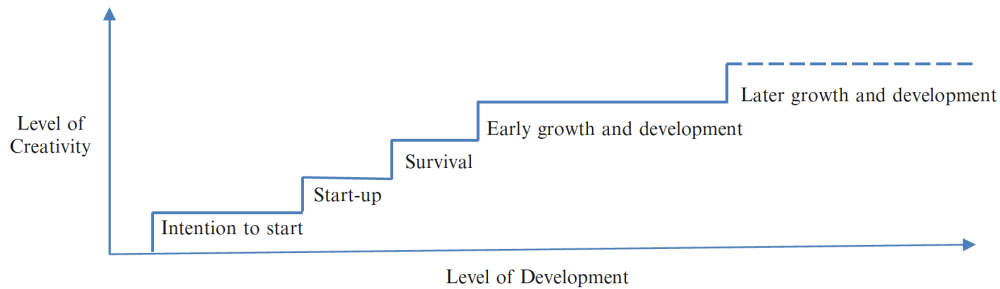 Level of
Creativity
Later growth and development
Early growth and development
Survival
Start-up
Intention to start
Level of Development